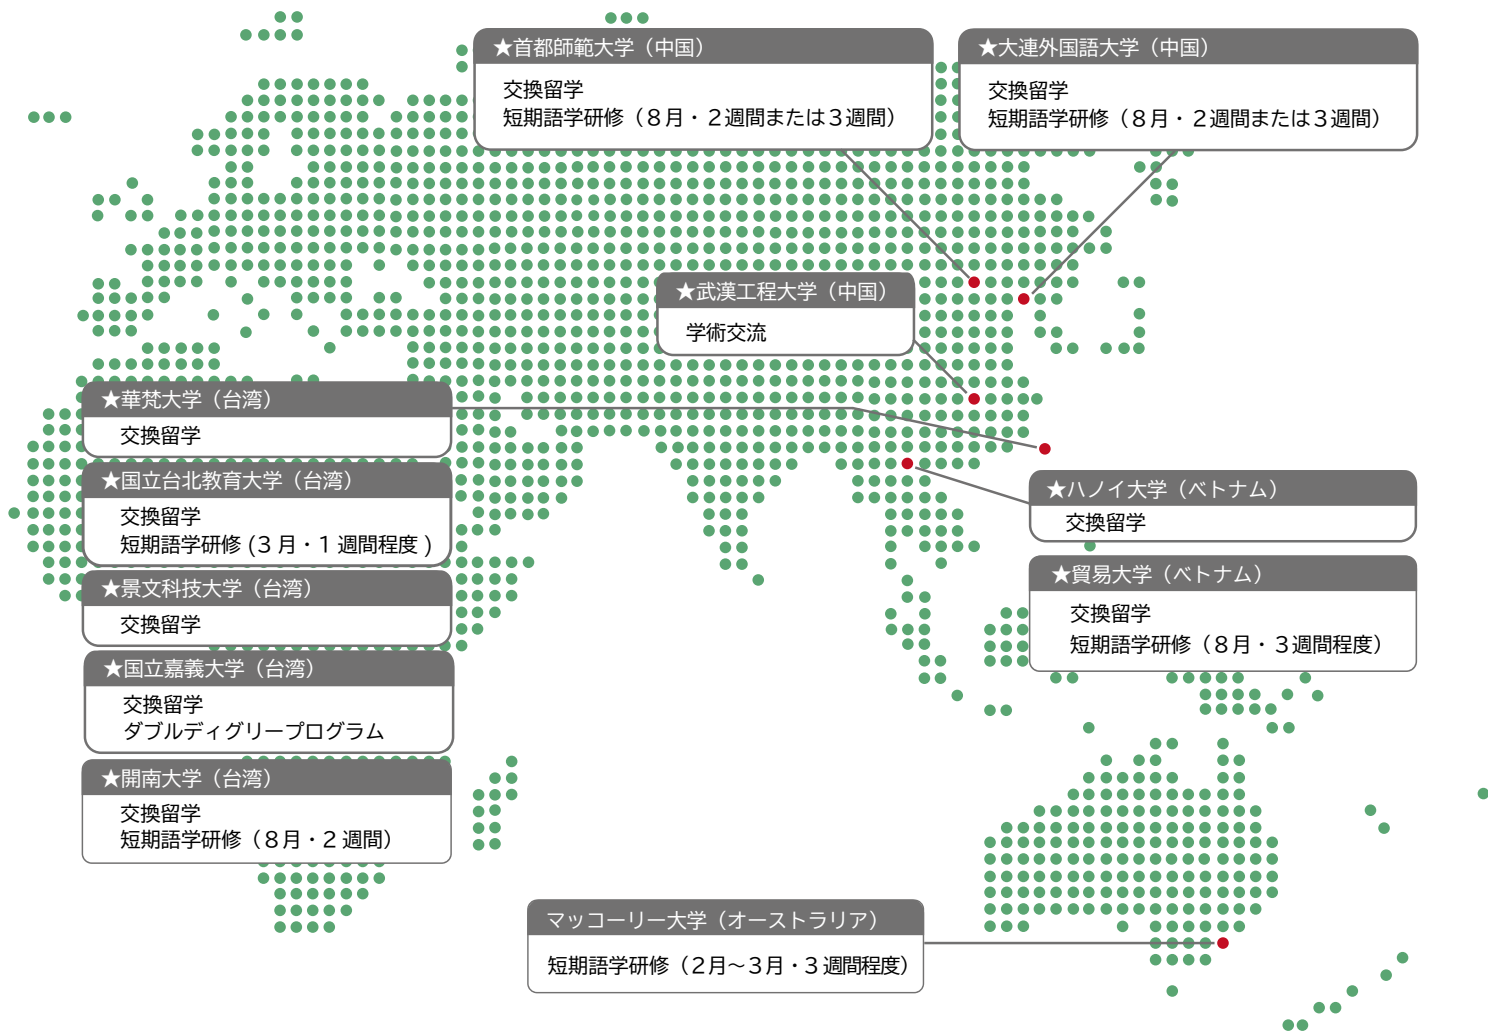 ★首都師範大学（中国）
交換留学
短期語学研修（８月・２週間または３週間）
★大連外国語大学（中国）
交換留学
短期語学研修（８月・２週間または３週間）
★武漢工程大学（中国）
学術交流
★華梵大学（台湾）
交換留学
★国立台北教育大学（台湾）
交換留学
短期語学研修 (３月・１週間程度 )
★景文科技大学（台湾）
交換留学
★国立嘉義大学（台湾）
交換留学
ダブルディグリープログラム
★開南大学（台湾）
交換留学
短期語学研修（８月・２週間）
★ハノイ大学（ベトナム）
交換留学
★貿易大学（ベトナム）
交換留学
短期語学研修（８月・３週間程度）
マッコーリー大学（オーストラリア）
短期語学研修（２月～３月・３週間程度）